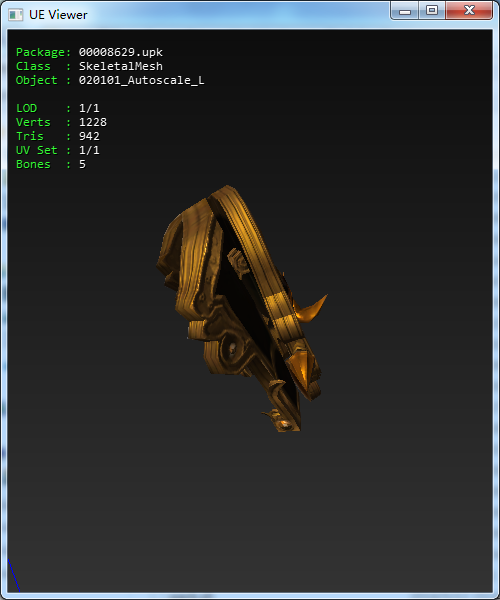 UE Viewer
Package: 00008629.upk
Class : SkeletalMesh
Object : 020101_Autoscale_L
LOD : 1/1
Verts : 1228
Tris : 942
UV Set : 1/1
Bones : 5